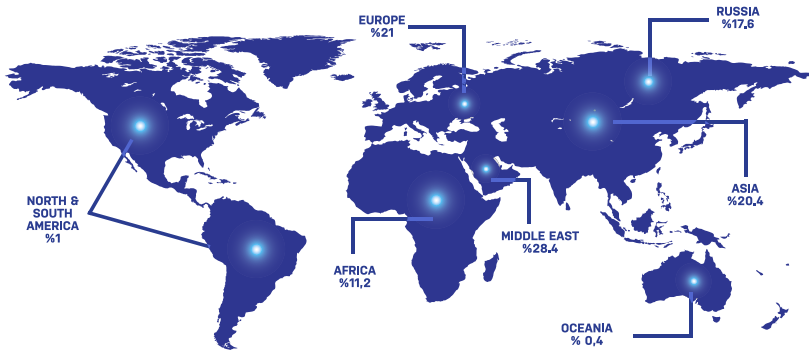 EUROPE
%21
RUSSIA
%17,6
NORTH &
SOUTH
AMERICA
%1
ASIA
%20,4
MIDDLE EAST
%28.4
AFRICA
%11,2
OCEANIA
% 0,4